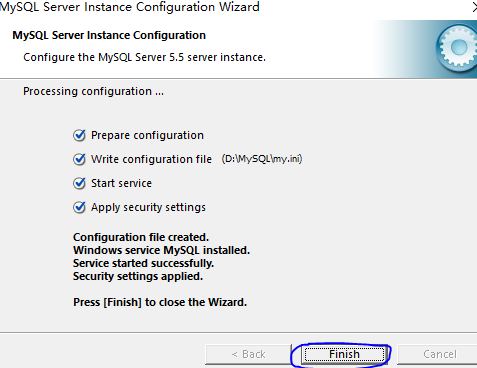 MySQL Server Instance Configuration Wizard
MySQL Server Instance Configuration
Configure the MySQL Server 5.5 server instance.
Processing configuration ...
Prepare configuration
Write configuration file (D:\MySQL\my.ini)
Start service
Apply security settings
Configuration file created.
Windows service MySQL installed.
Service started successfully.
Security settings applied.
Press [Finish] to close the Wizard.
< Back Finish Cancel